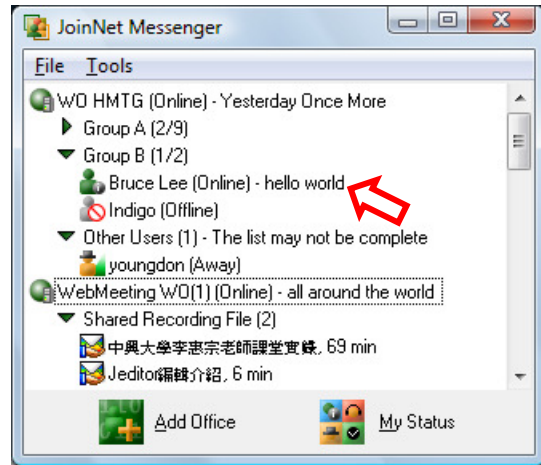 JoinNet Messenger
File Tools
WO HMTG (Online) - Yesterday Once More
Group A (2/9)
Group B (1/2)
Bruce Lee (Online) - hello world
Indigo (Offline)
Other Users (1) - The list may not be complete
youngdon (Away)
WebMeeting WO(1) (Online) - all around the world
Shared Recording File (2)
中興大學李惠宗老師課堂實錄, 69 min
Jeditor編輯介紹, 6 min
Add Office My Status